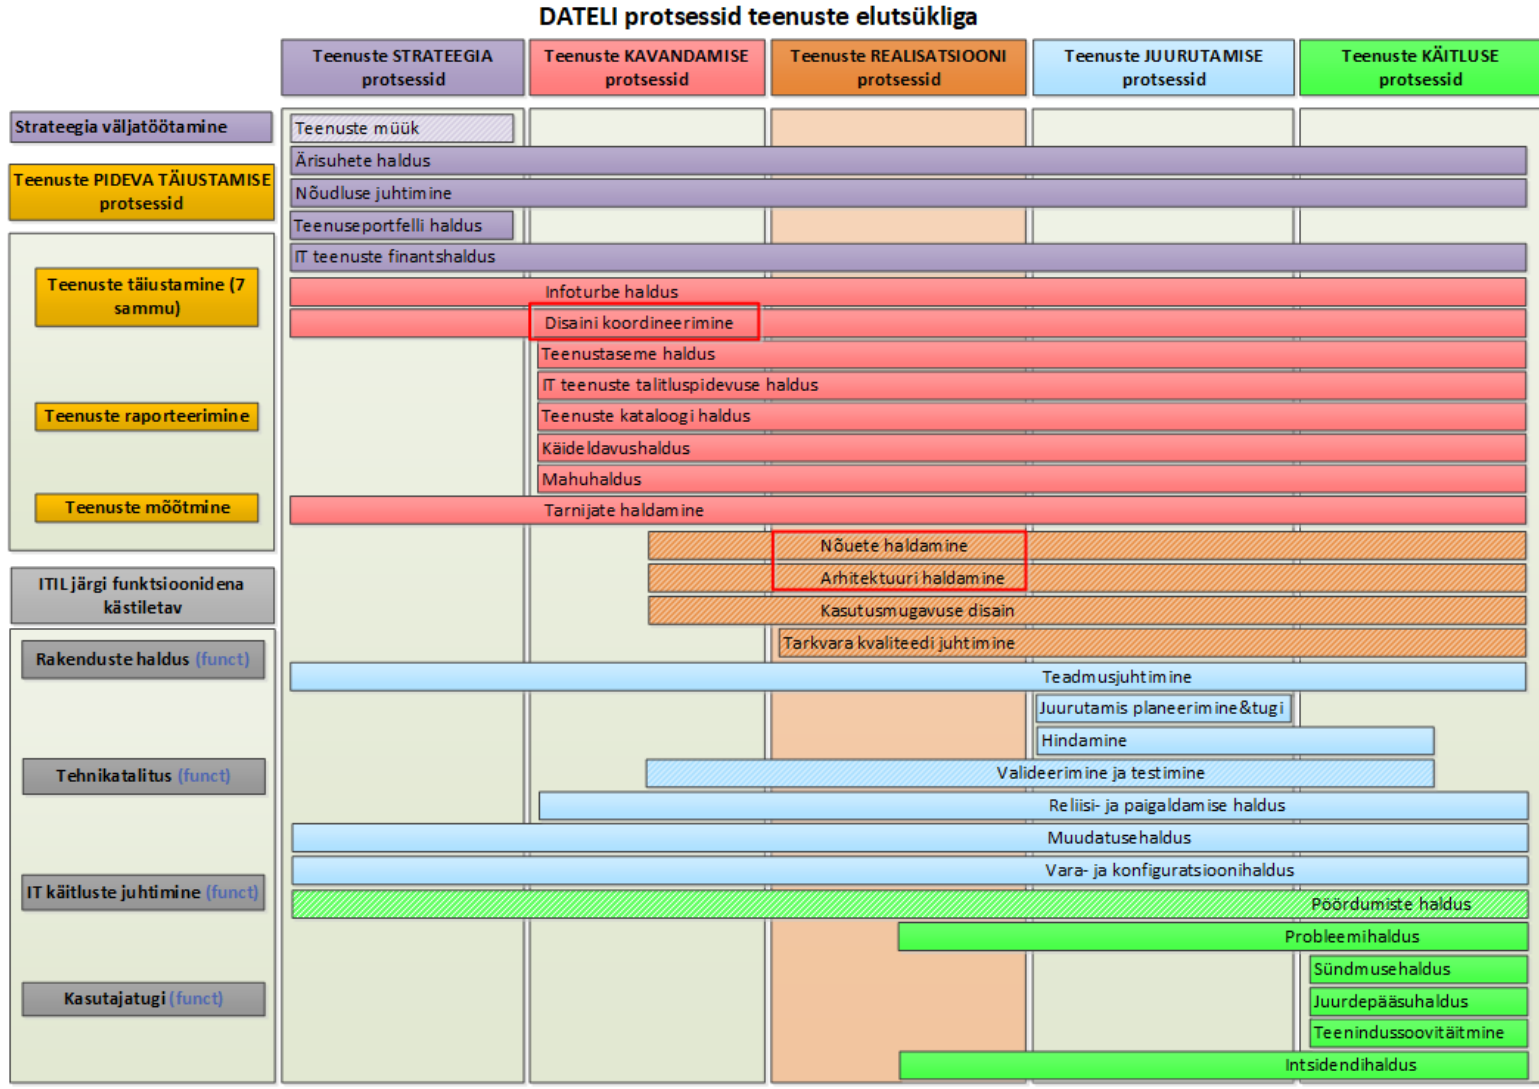 DATELI protsessid teenuste elutsükliga
Teenuste STRATEEGIA
protsessid
Teenuste KAVANDAMISE
protsessid
Teenuste REALISATSIOONI
protsessid
Teenuste JUURUTAMISE
protsessid
Teenuste KÄITLUSE
protsessid
Strateegia väljatöötamine
Teenuste PIDEVA TÄIUSTAMISE
protsessid
Teenuste täiustamine (7
sammu)
Teenuste raporteerimine
Teenuste mõõtmine
ITIL järgi funktsioonidena
kästiletav
Rakenduste haldus (funct)
Tehnikatalitus (funct)
IT käitluste juhtimine (funct)
Kasutajatugi (funct)
Teenuste müük
Ärisuhete haldus
Nõudluse juhtimine
Teenuseportfelli haldus
IT teenuste finantshaldus
Infoturbe haldus
Disaini koordineerimine
Teenustaseme haldus
IT teenuste talitluspidevuse haldus
Teenuste kataloogi haldus
Käideldavushaldus
Mahuhaldus
Tarnijate haldamine
Nõuete haldamine
Arhitektuuri haldamine
Kasutusmugavuse disain
Tarkvara kvaliteedi juhtimine
Teadmusjuhtimine
Juurutamis planeerimine&tugi
Hindamine
Valideerimine ja testimine
Reliisi- ja paigaldamise haldus
Muudatusehaldus
Vara- ja konfiguratsioonihaldus
Pöördumiste haldus
Probleemihaldus
Sündmusehaldus
Juurdepääsuhaldus
Teenindussoovitäitmine
Intsidendihaldus